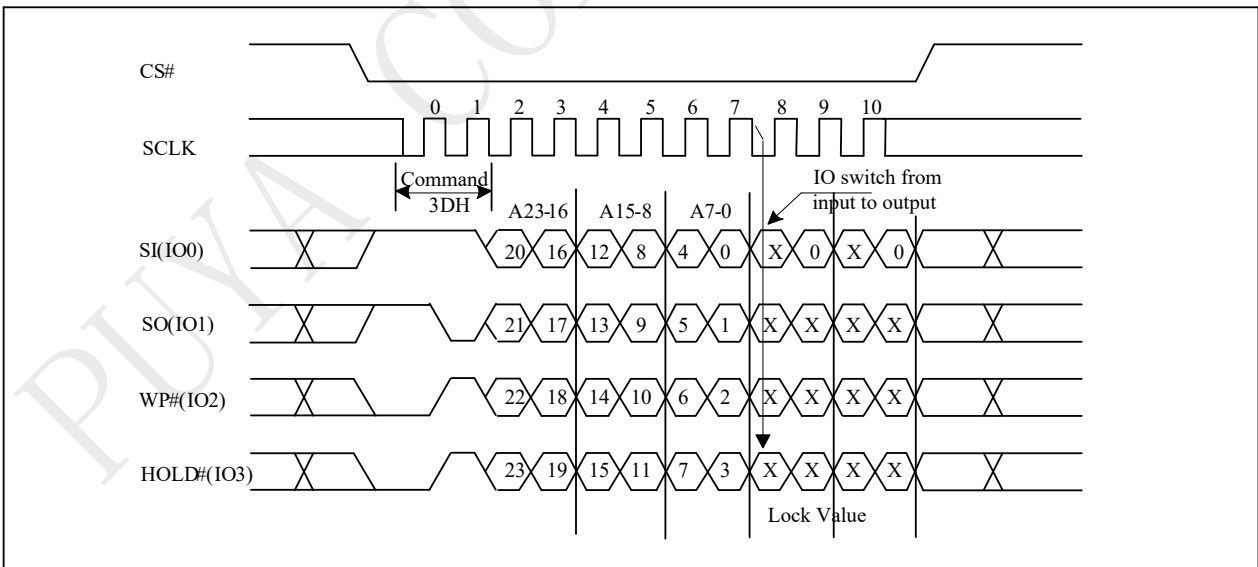 PUYA CO
CS#
0 1 2 3 4 5 6 7 8 9 10
SCLK
Command
3DH
IO switch from
input to output
A23-16 A15-8 A7-0
SI(IO0) 20 16 12 8 4 0 X 0 X 0
SO(IO1) 21 17 13 9 5 1 X X X X
WP#(IO2) 22 18 14 10 6 2 X X X X
HOLD#(IO3) 23 19 15 11 7 3 X X X X
Lock Value